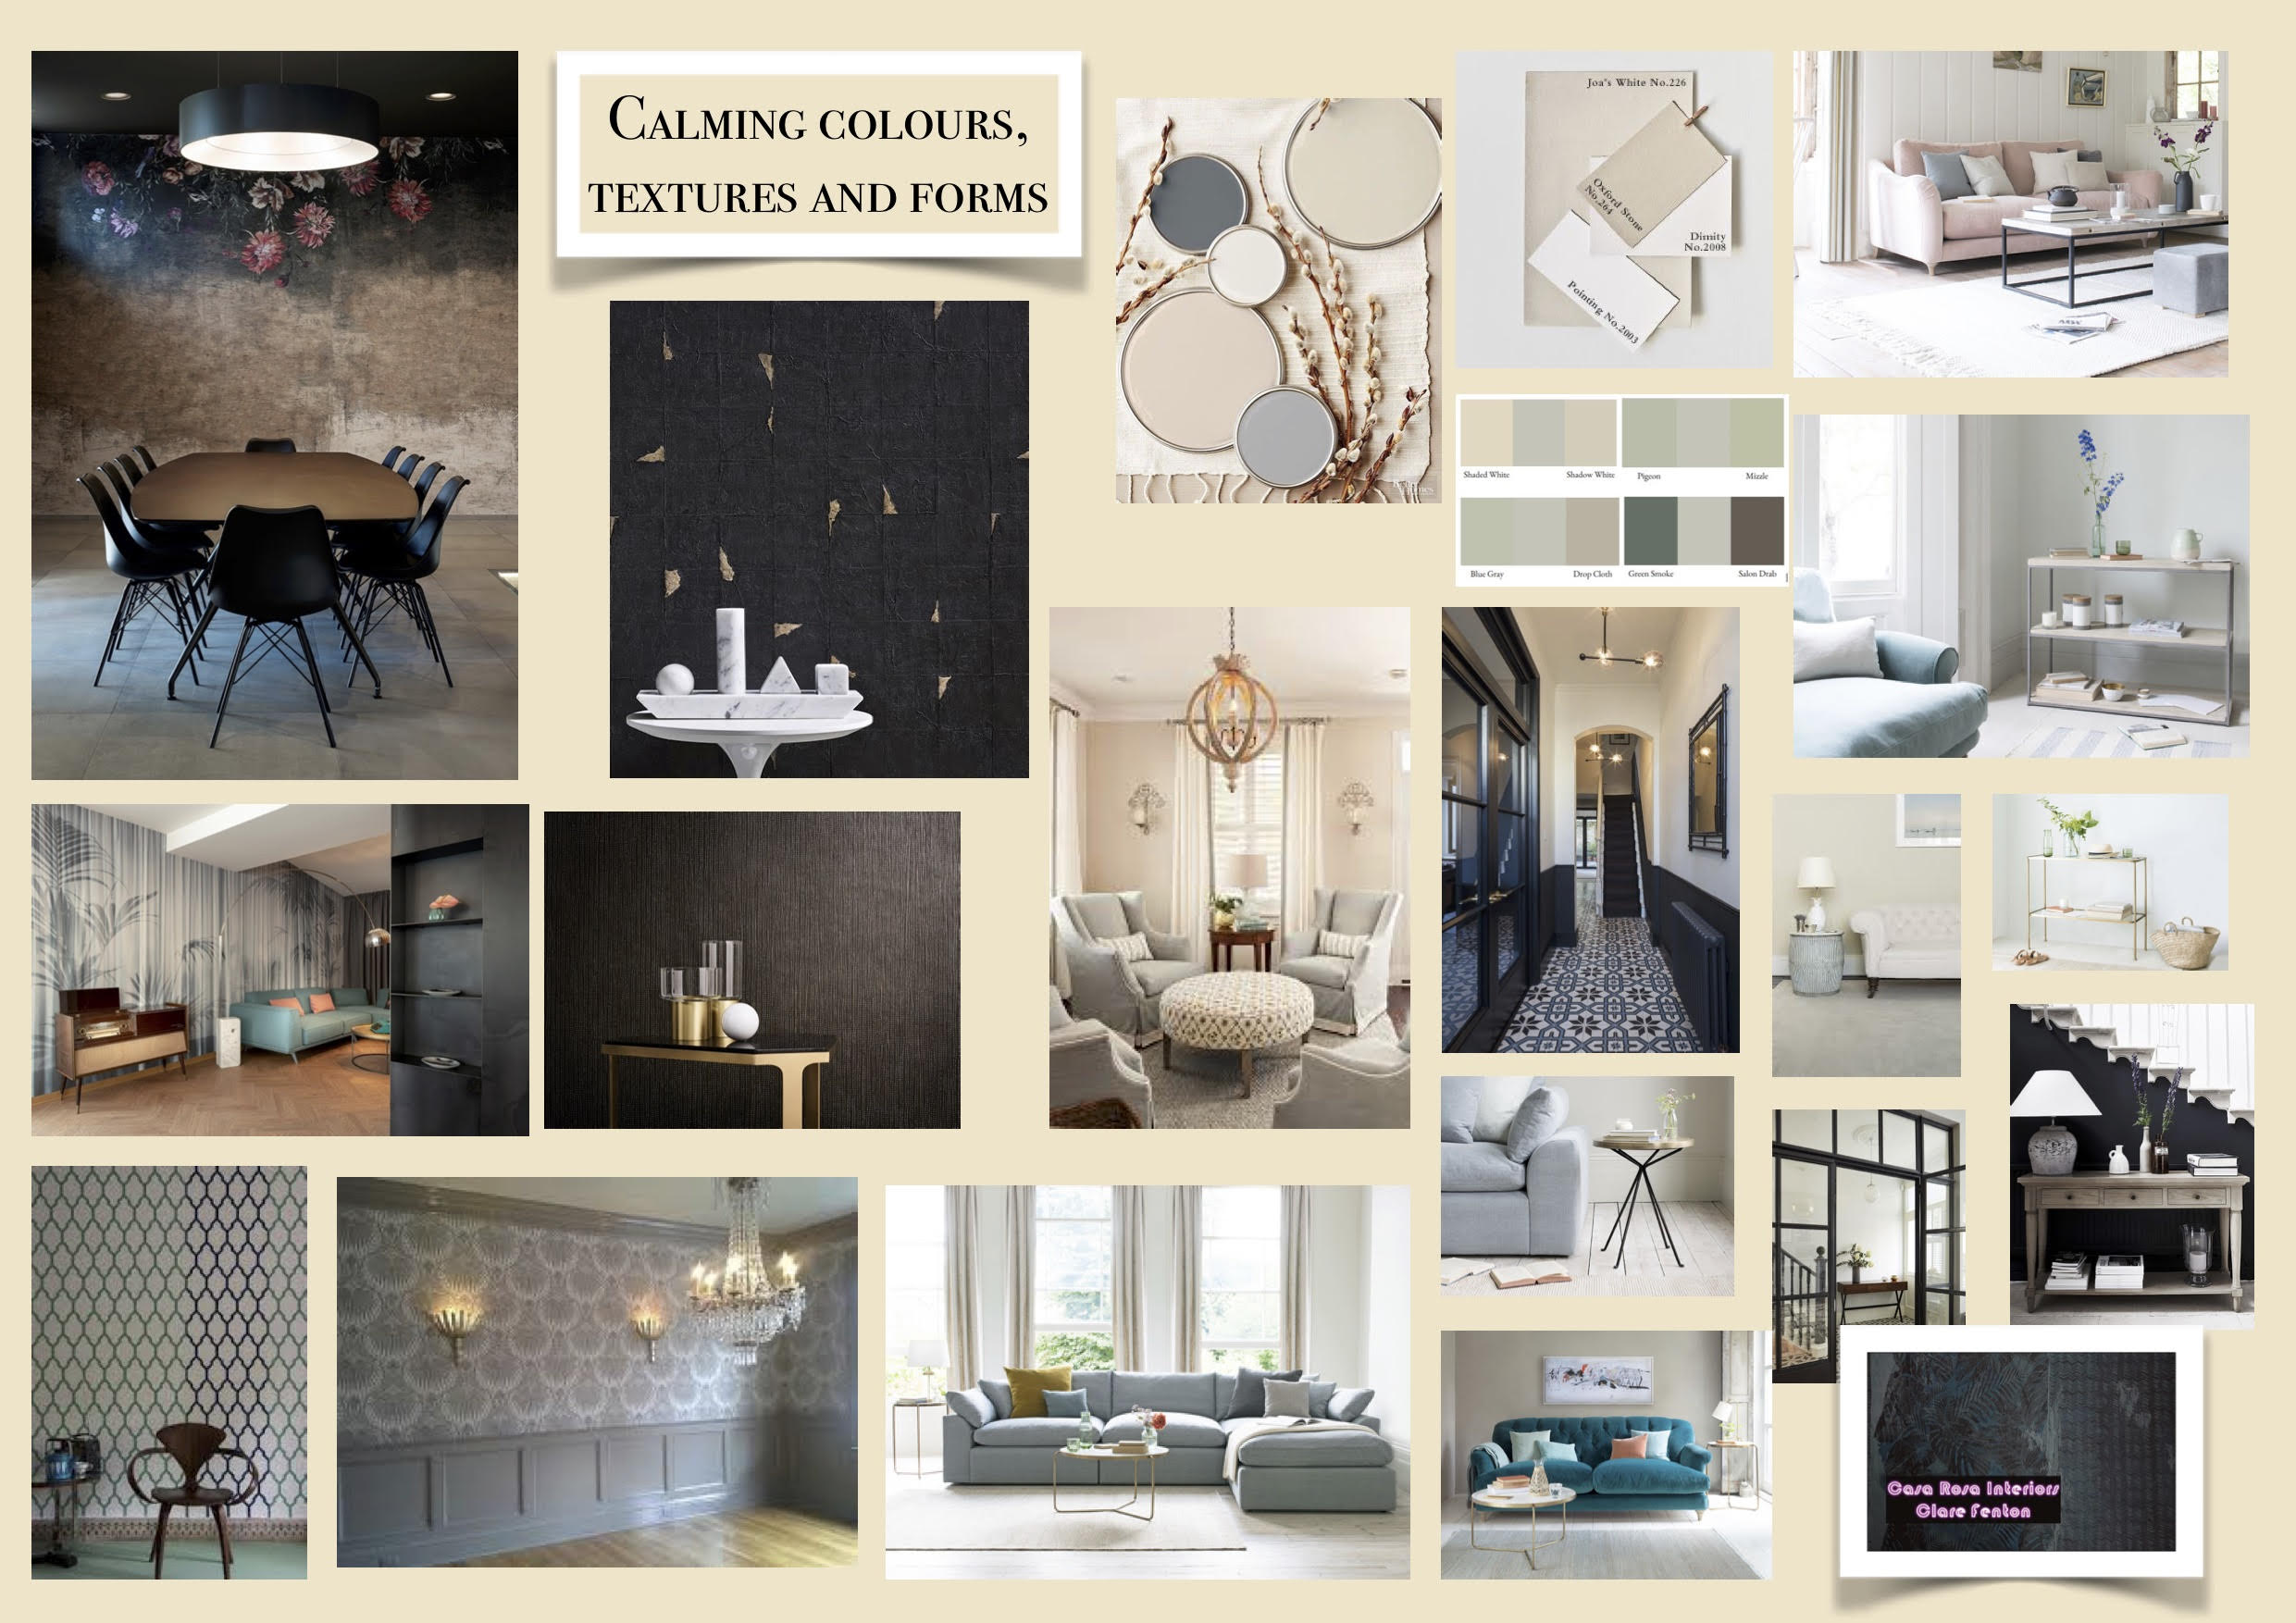 Calming colours,
textures and forms
Joa's White No.226
Oxford Stone
No.264
Dimity
No.2008
Pointing No.2003
Shaded White
Shadow White
Pigeon
Mizzle
Blue Gray
Drop Cloth
Green Smoke
Salon Drab
Casa Rosa Interiors
Clare Fenton